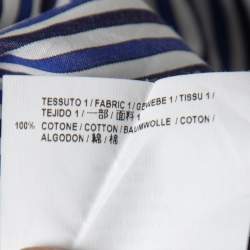 TESSUTO 1 / FABRIC 1 / GEWEBE 1 / TISSU 1 /
TEJIDO 1 / 一部 / 面料 1
100% COTONE / COTTON / BAUMWOLLE / COTON /
ALGODON / 綿 / 棉